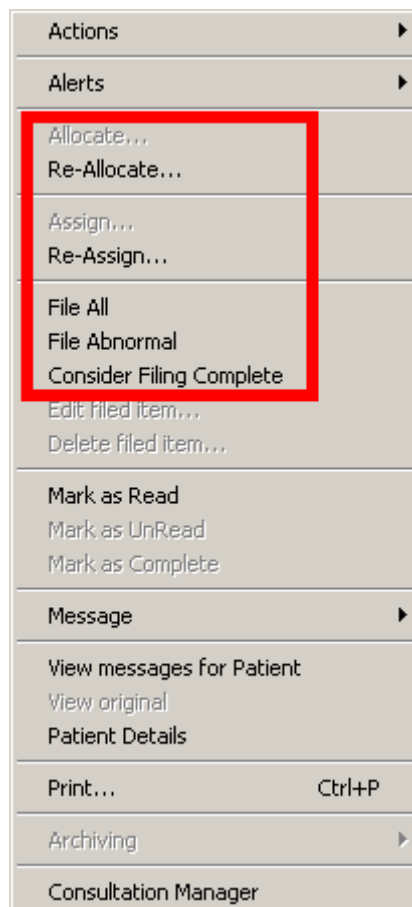 Actions
Alerts
Allocate...
Re-Allocate...
Assign...
Re-Assign...
File All
File Abnormal
Consider Filing Complete
Edit filed item...
Delete filed item...
Mark as Read
Mark as UnRead
Mark as Complete
Message
View messages for Patient
View original
Patient Details
Print... Ctrl+P
Archiving
Consultation Manager